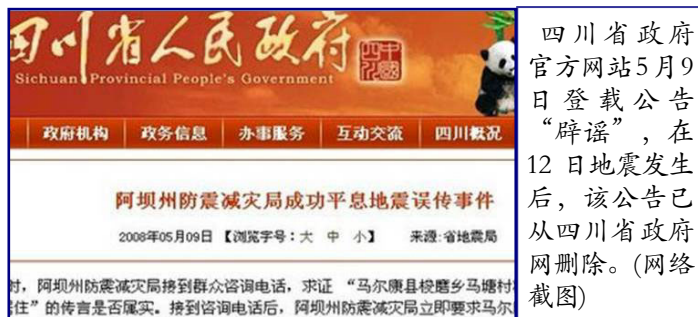 四川省人民政府
Sichuan Provincial People's Government
政府机构 政务信息 办事服务 互动交流 四川概况
阿坝州防震减灾局成功平息地震误传事件
2008年05月09日 【浏览字号：大 中 小】 来源：省地震局
时，阿坝州防震减灾局接到群众咨询电话，求证 “马尔康县梭磨乡马塘村
住”的传言是否属实。接到咨询电话后，阿坝州防震减灾局立即要求马尔
四川省政府
官方网站5月9
日登载公告
“辟谣”，在
12 日地震发生
后，该公告已
从四川省政府
网删除。(网络
截图)